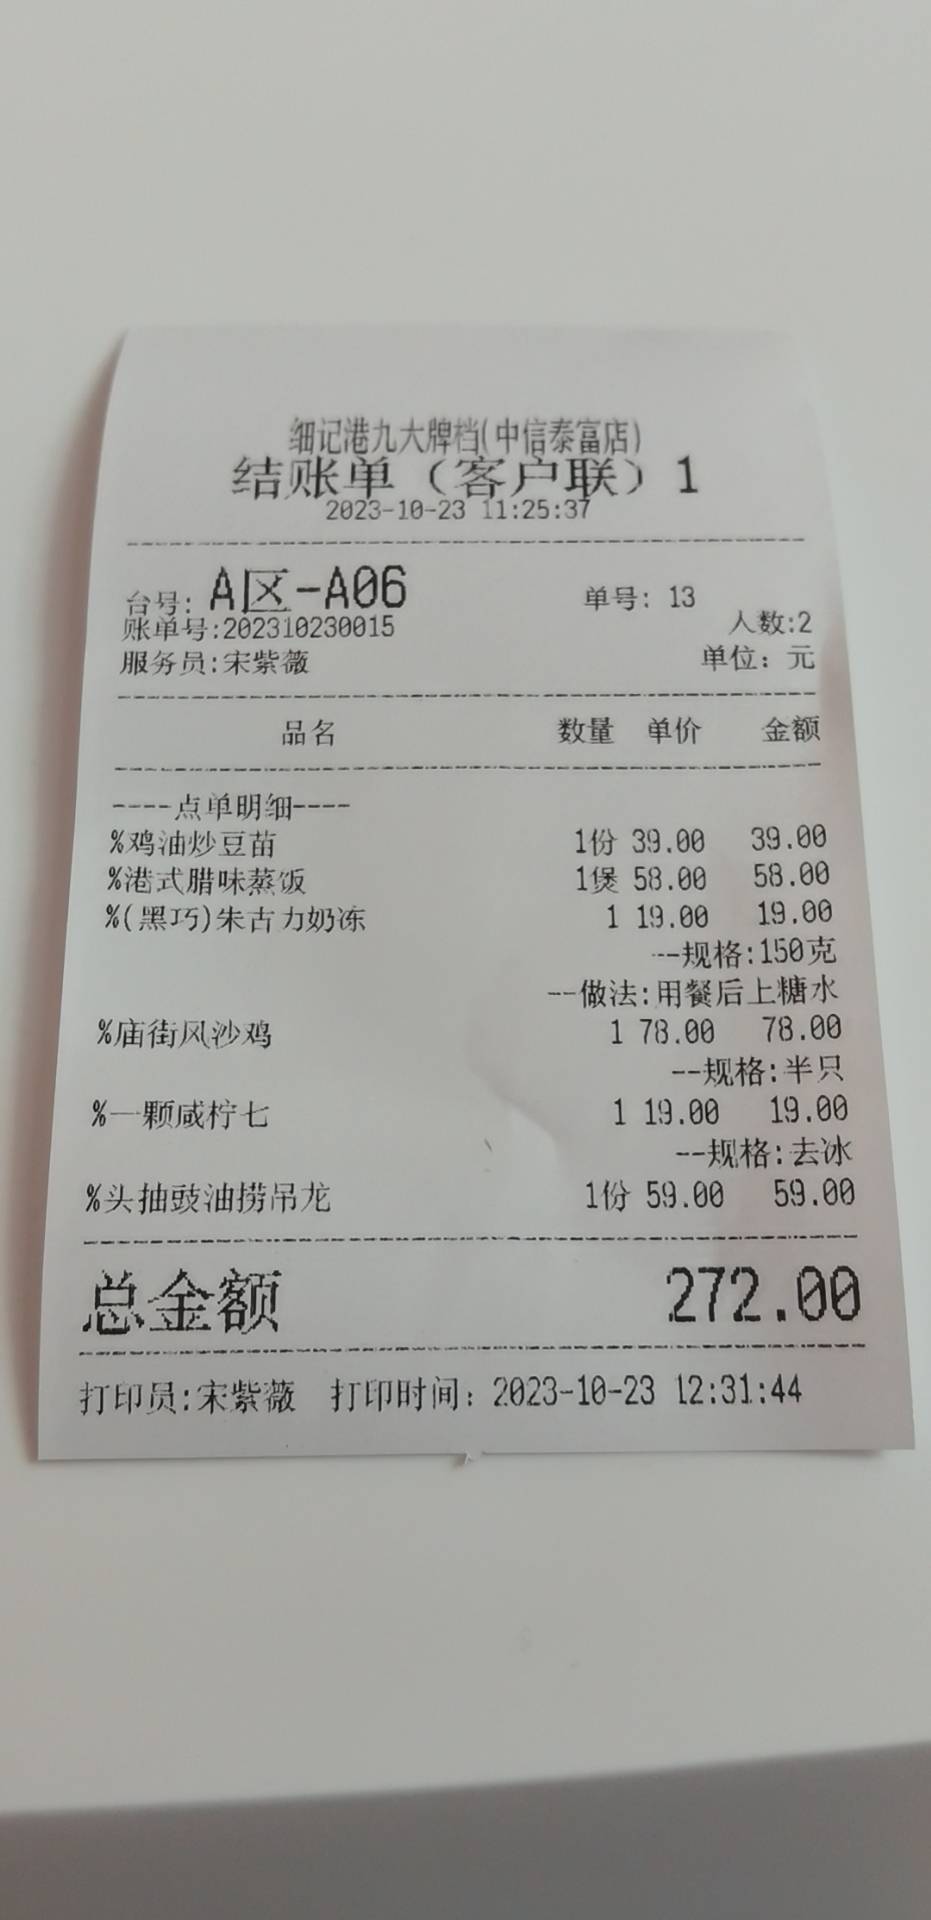 细记港九大牌档(中信泰富店)
结账单（客户联）1
2023-10-23 11:25:37
台号: A区-A06 单号: 13
账单号:202310230015 人数:2
服务员:宋紫薇 单位: 元
品名 数量 单价 金额
----点单明细----
%鸡油炒豆苗 1份 39.00 39.00
%港式腊味蒸饭 1煲 58.00 58.00
%(黑巧)朱古力奶冻 1 19.00 19.00
--规格:150克
--做法:用餐后上糖水
%庙街风沙鸡 1 78.00 78.00
--规格:半只
%一颗咸柠七 1 19.00 19.00
--规格:去冰
%头抽豉油捞吊龙 1份 59.00 59.00
总金额 272.00
打印员:宋紫薇 打印时间: 2023-10-23 12:31:44